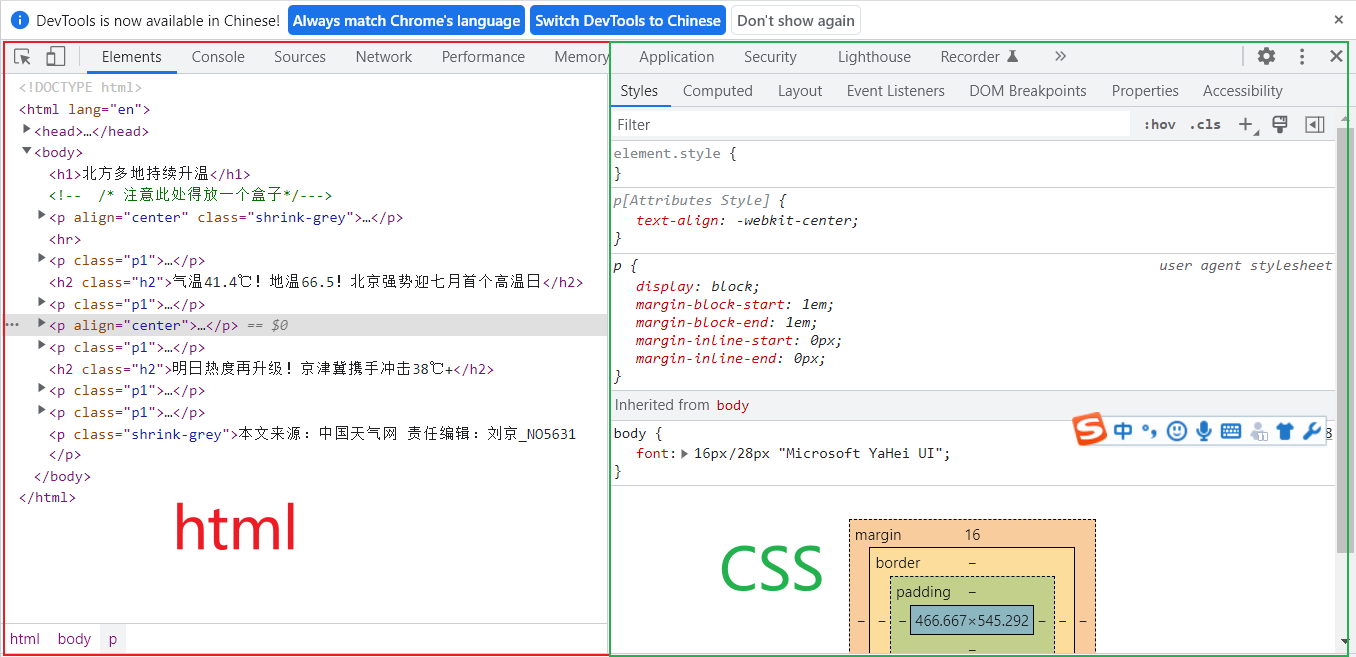 DevTools is now available in Chinese! Always match Chrome's language Switch DevTools to Chinese Don't show again
Elements Console Sources Network Performance Memory Application Security Lighthouse Recorder
<!DOCTYPE html>
<html lang="en">
<head>…</head>
<body>
<h1>北方多地持续升温</h1>
<!--  /* 注意此处得放一个盒子*/--->
<p align="center" class="shrink-grey">…</p>
<hr>
<p class="p1">…</p>
<h2 class="h2">气温41.4℃！地温66.5！北京强势迎七月首个高温日</h2>
<p class="p1">…</p>
<p align="center">…</p> == $0
<p class="p1">…</p>
<h2 class="h2">明日热度再升级！京津冀携手冲击38℃+</h2>
<p class="p1">…</p>
<p class="p1">…</p>
<p class="shrink-grey">本文来源：中国天气网 责任编辑：刘京_NO5631
</p>
</body>
</html>
html
html body p
Styles Computed Layout Event Listeners DOM Breakpoints Properties Accessibility
Filter :hov .cls
element.style {
}
p[Attributes Style] {
text-align: -webkit-center;
}
p { user agent stylesheet
display: block;
margin-block-start: 1em;
margin-block-end: 1em;
margin-inline-start: 0px;
margin-inline-end: 0px;
}
Inherited from body
body { 8
font: 16px/28px "Microsoft YaHei UI";
}
S 中
CSS
margin 16
border –
padding –
– – – 466.667×545.292 – – –
–